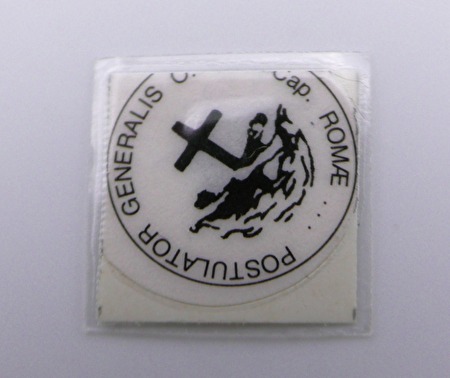 POSTULATOR GENERALIS O. Cap. ROMÆ ...